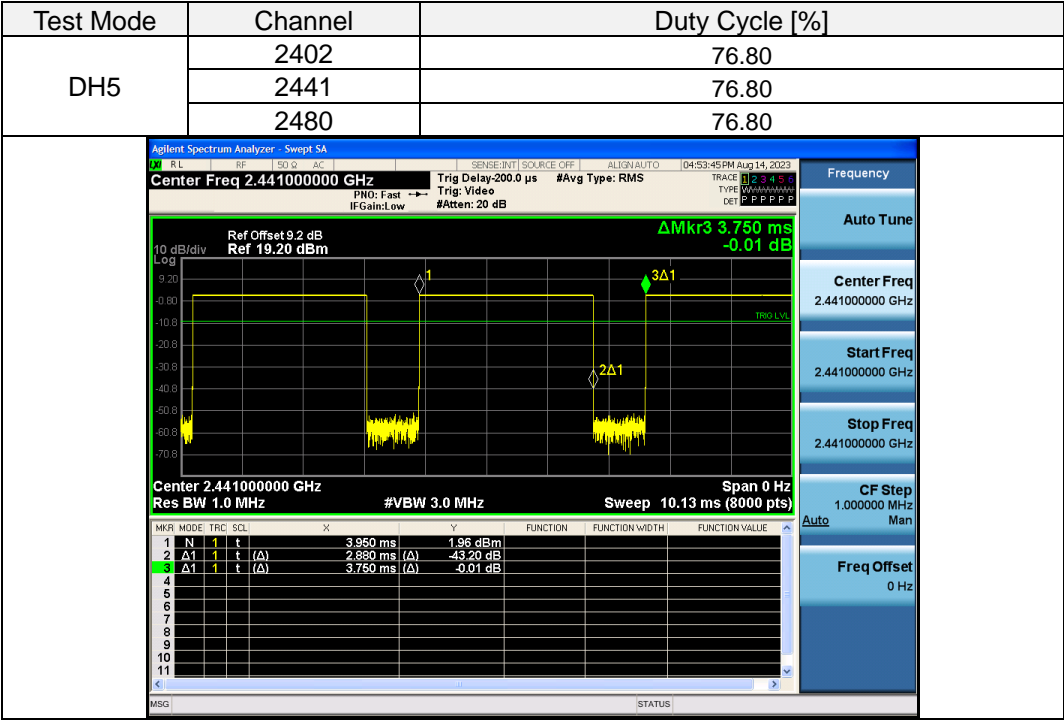 Test Mode Channel Duty Cycle [%]
DH5 2402 76.80
2441 76.80
2480 76.80
Agilent Spectrum Analyzer - Swept SA
LXI RL RF 50 Ω AC SENSE:INT SOURCE OFF ALIGN AUTO 04:53:45 PM Aug 14, 2023
Center Freq 2.441000000 GHz
PNO: Fast
IFGain:Low
Trig Delay-200.0 µs #Avg Type: RMS
Trig: Video
#Atten: 20 dB
TRACE 1 2 3 4 5 6
TYPE WWWWWW
DET P P P P P P
Frequency
Auto Tune
Center Freq
2.441000000 GHz
Start Freq
2.441000000 GHz
Stop Freq
2.441000000 GHz
CF Step
1.000000 MHz
Auto Man
Freq Offset
0 Hz
ΔMkr3 3.750 ms
-0.01 dB
Ref Offset 9.2 dB
10 dB/div Ref 19.20 dBm
Log
9.20
-0.80
-10.8
-20.8
-30.8
-40.8
-50.8
-60.8
-70.8
1
3Δ1
TRIG LVL
2Δ1
Center 2.441000000 GHz Span 0 Hz
Res BW 1.0 MHz #VBW 3.0 MHz Sweep 10.13 ms (8000 pts)
MKR MODE TRC SCL X Y FUNCTION FUNCTION WIDTH FUNCTION VALUE
1 N 1 t 3.950 ms 1.96 dBm
2 Δ1 1 t (Δ) 2.880 ms (Δ) -43.20 dB
3 Δ1 1 t (Δ) 3.750 ms (Δ) -0.01 dB
4
5
6
7
8
9
10
11
MSG STATUS